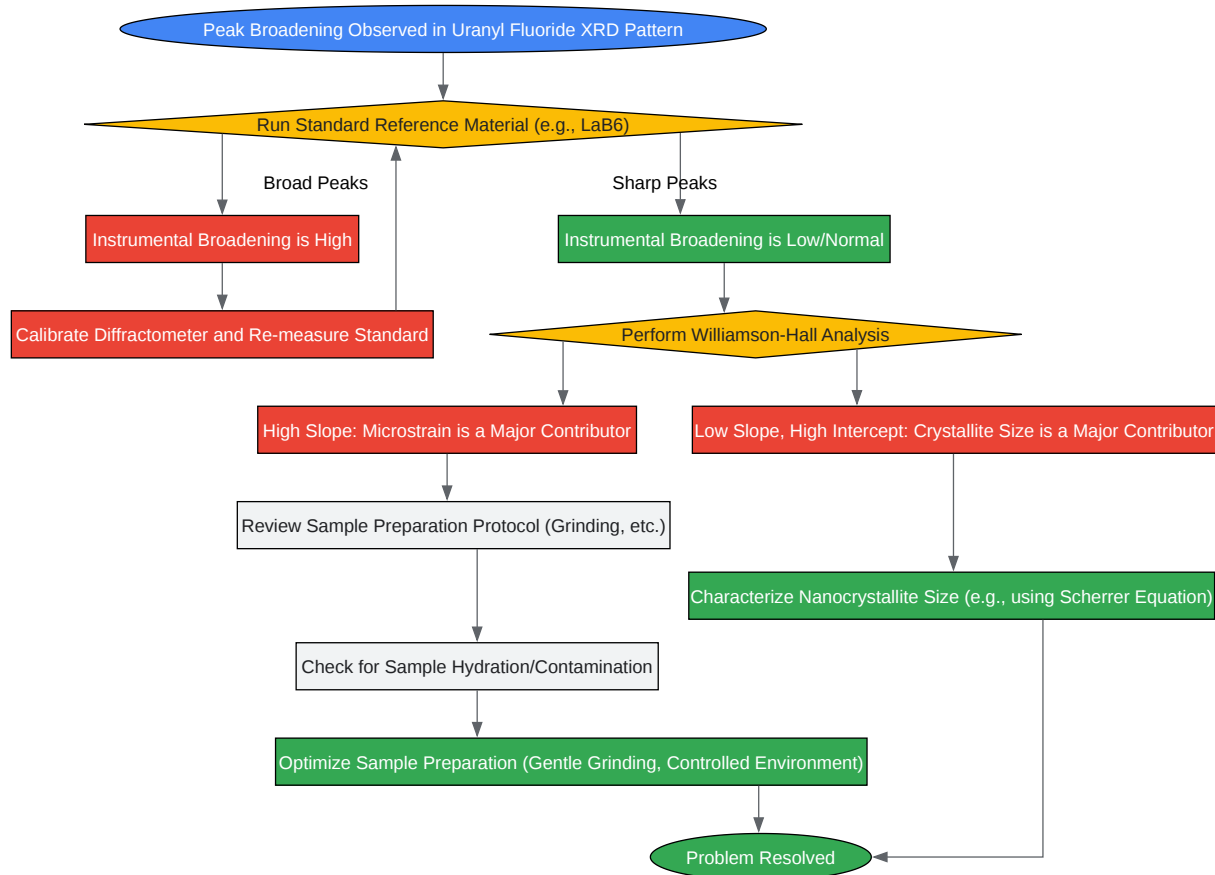 Peak Broadening Observed in Uranyl Fluoride XRD Pattern
Run Standard Reference Material (e.g., LaB6)
Broad Peaks
Sharp Peaks
Instrumental Broadening is High
Instrumental Broadening is Low/Normal
Calibrate Diffractometer and Re-measure Standard
Perform Williamson-Hall Analysis
High Slope: Microstrain is a Major Contributor
Low Slope, High Intercept: Crystallite Size is a Major Contributor
Review Sample Preparation Protocol (Grinding, etc.)
Characterize Nanocrystallite Size (e.g., using Scherrer Equation)
Check for Sample Hydration/Contamination
Optimize Sample Preparation (Gentle Grinding, Controlled Environment)
Problem Resolved